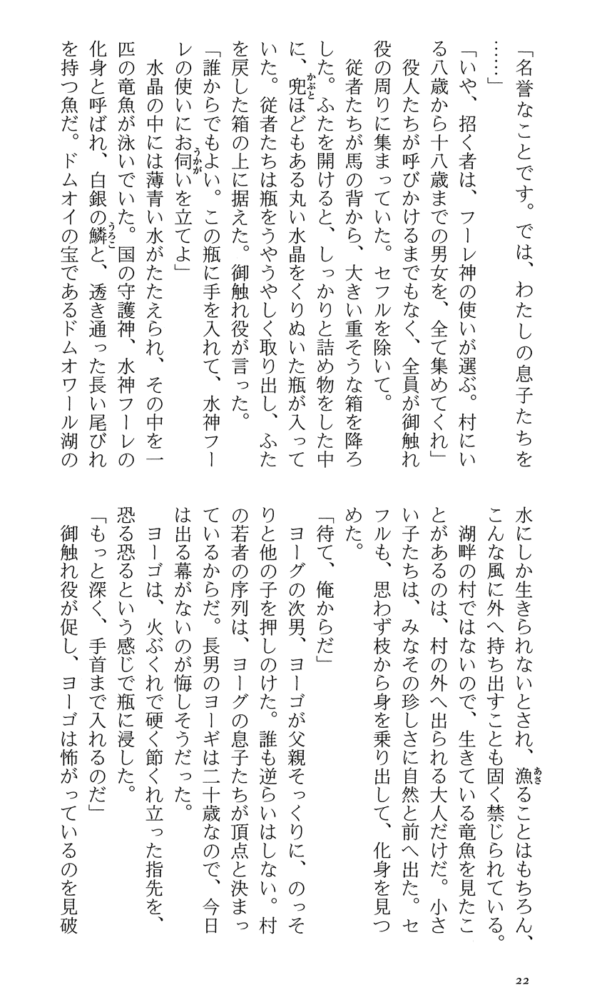 「名誉なことです。では、わたしの息子たちを
……」
「いや、招く者は、フーレ神の使いが選ぶ。村にい
る八歳から十八歳までの男女を、全て集めてくれ」
　役人たちが呼びかけるまでもなく、全員が御触れ
役の周りに集まっていた。セフルを除いて。
　従者たちが馬の背から、大きい重そうな箱を降ろ
した。ふたを開けると、しっかりと詰め物をした中
に、兜ほどもある丸い水晶をくりぬいた瓶が入って
かぶと
いた。従者たちは瓶をうやうやしく取り出し、ふた
を戻した箱の上に据えた。御触れ役が言った。
「誰からでもよい。この瓶に手を入れて、水神フー
レの使いにお伺いを立てよ」
うかが
　水晶の中には薄青い水がたたえられ、その中を一
匹の竜魚が泳いでいた。国の守護神、水神フーレの
化身と呼ばれ、白銀の鱗と、透き通った長い尾びれ
うろこ
を持つ魚だ。ドムオイの宝であるドムオワール湖の
水にしか生きられないとされ、漁ることはもちろん、
あさ
こんな風に外へ持ち出すことも固く禁じられている。
　湖畔の村ではないので、生きている竜魚を見たこ
とがあるのは、村の外へ出られる大人だけだ。小さ
い子たちは、みなその珍しさに自然と前へ出た。セ
フルも、思わず枝から身を乗り出して、化身を見つ
めた。
「待て、俺からだ」
　ヨーグの次男、ヨーゴが父親そっくりに、のっそ
りと他の子を押しのけた。誰も逆らいはしない。村
の若者の序列は、ヨーグの息子たちが頂点と決まっ
ているからだ。長男のヨーギは二十歳なので、今日
は出る幕がないのが悔しそうだった。
　ヨーゴは、火ぶくれで硬く節くれ立った指先を、
恐る恐るという感じで瓶に浸した。
「もっと深く、手首まで入れるのだ」
　御触れ役が促し、ヨーゴは怖がっているのを見破
22